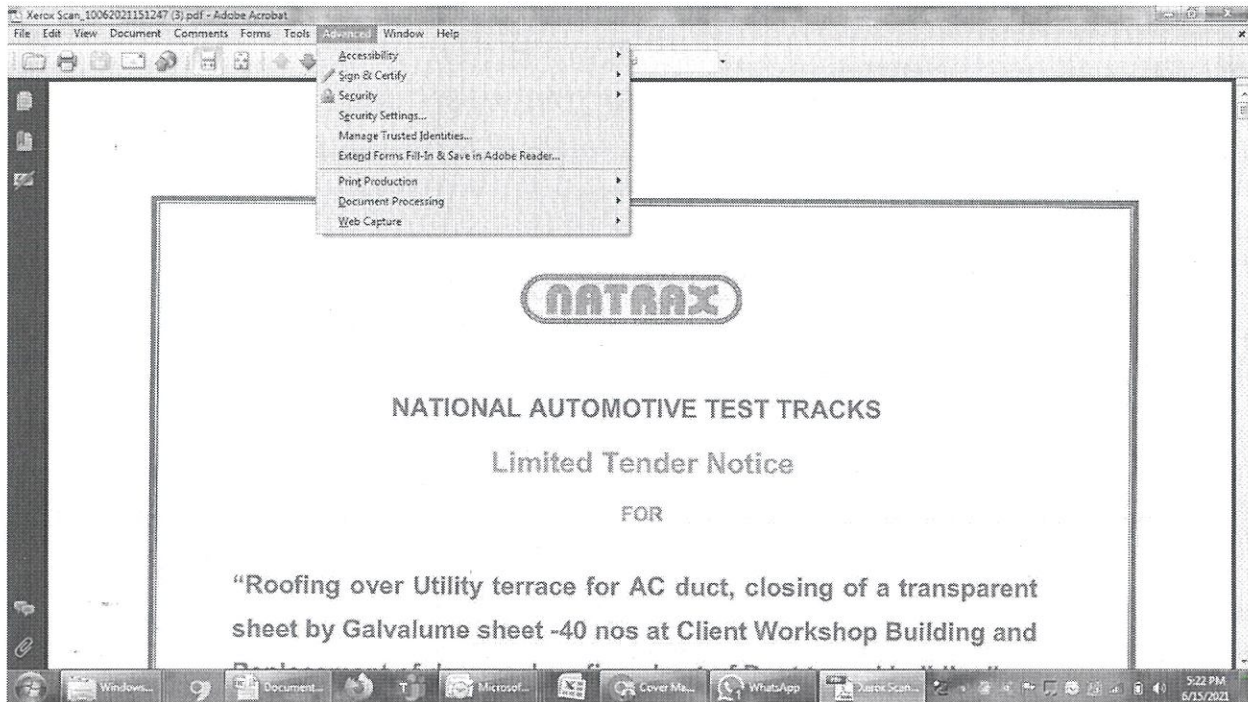 Xerox Scan_10062021151247 (3).pdf - Adobe Acrobat
File Edit View Document Comments Forms Tools Advanced Window Help
Accessibility
Sign & Certify
Security
Security Settings...
Manage Trusted Identities...
Extend Forms Fill-In & Save in Adobe Reader...
Print Production
Document Processing
Web Capture
NATRAX
NATIONAL AUTOMOTIVE TEST TRACKS
Limited Tender Notice
FOR
“Roofing over Utility terrace for AC duct, closing of a transparent
sheet by Galvalume sheet -40 nos at Client Workshop Building and
Windows... Document... Microsof... Cover Ma... WhatsApp Xerox Scan... 5:22 PM
6/15/2021